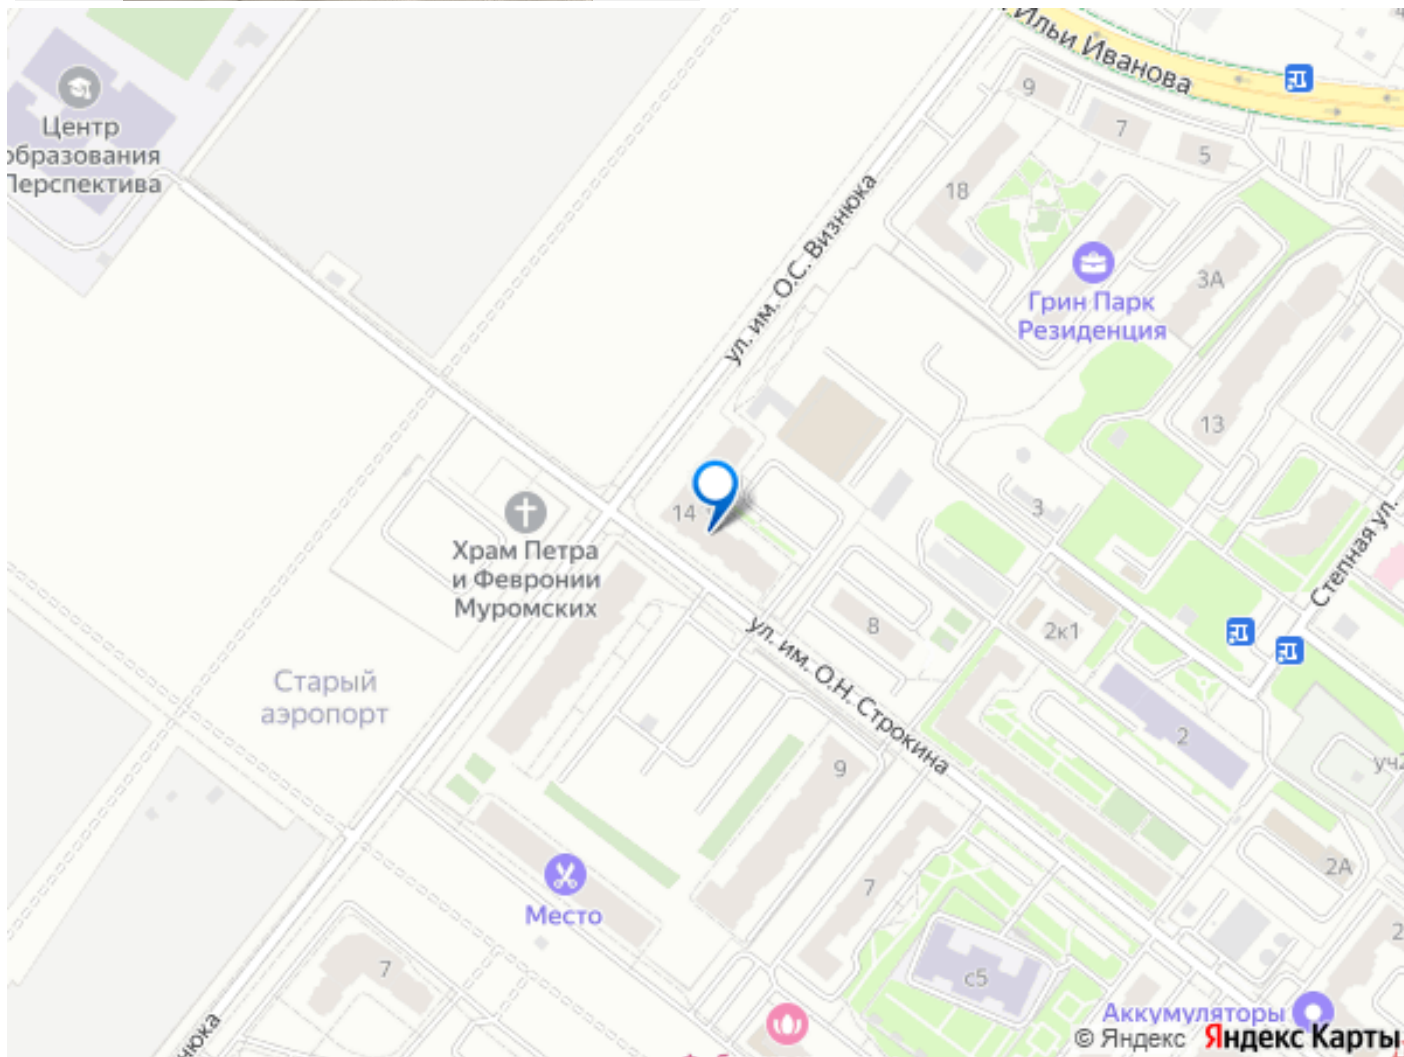 Ильи Иванова
9
7
5
18
Центр
образования
Перспектива
ул. им. О.С. Визнюка
3А
Грин Парк
Резиденция
13
14
3
Степная ул.
Храм Петра
и Февронии
Муромских
8
2к1
ул. им. О.Н. Строкина
Старый
аэропорт
2
уч2
9
2А
7
Место
2
7
с5
Аккумуляторы
© Яндекс Яндекс Карты